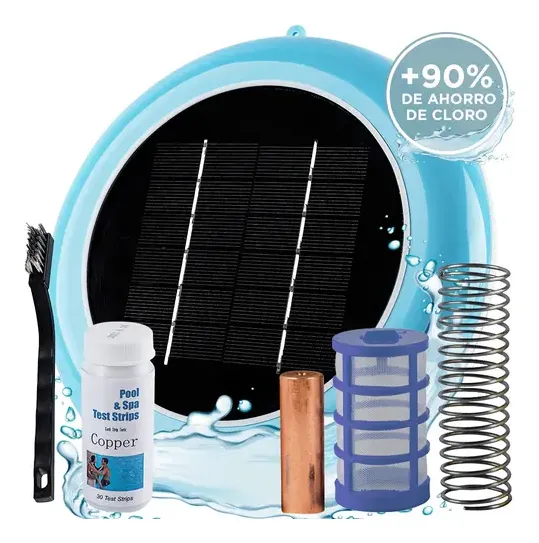 +90%
DE AHORRO
DE CLORO
Pool
& Spa
Test Strips
Copper
30 Test Strips